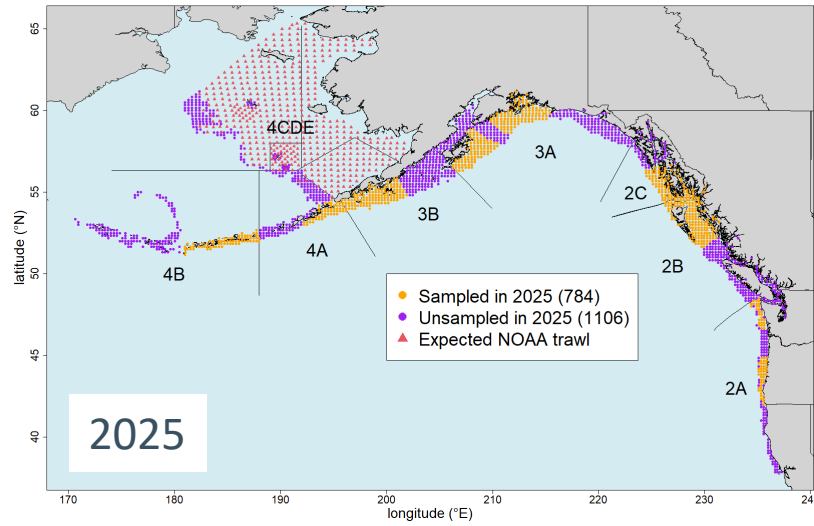 65
60
55
50
45
40
latitude (°N)
4CDE
3A
2C
3B
4A
2B
4B
2A
Sampled in 2025 (784)
Unsampled in 2025 (1106)
Expected NOAA trawl
2025
170 180 190 200 210 220 230
longitude (°E)